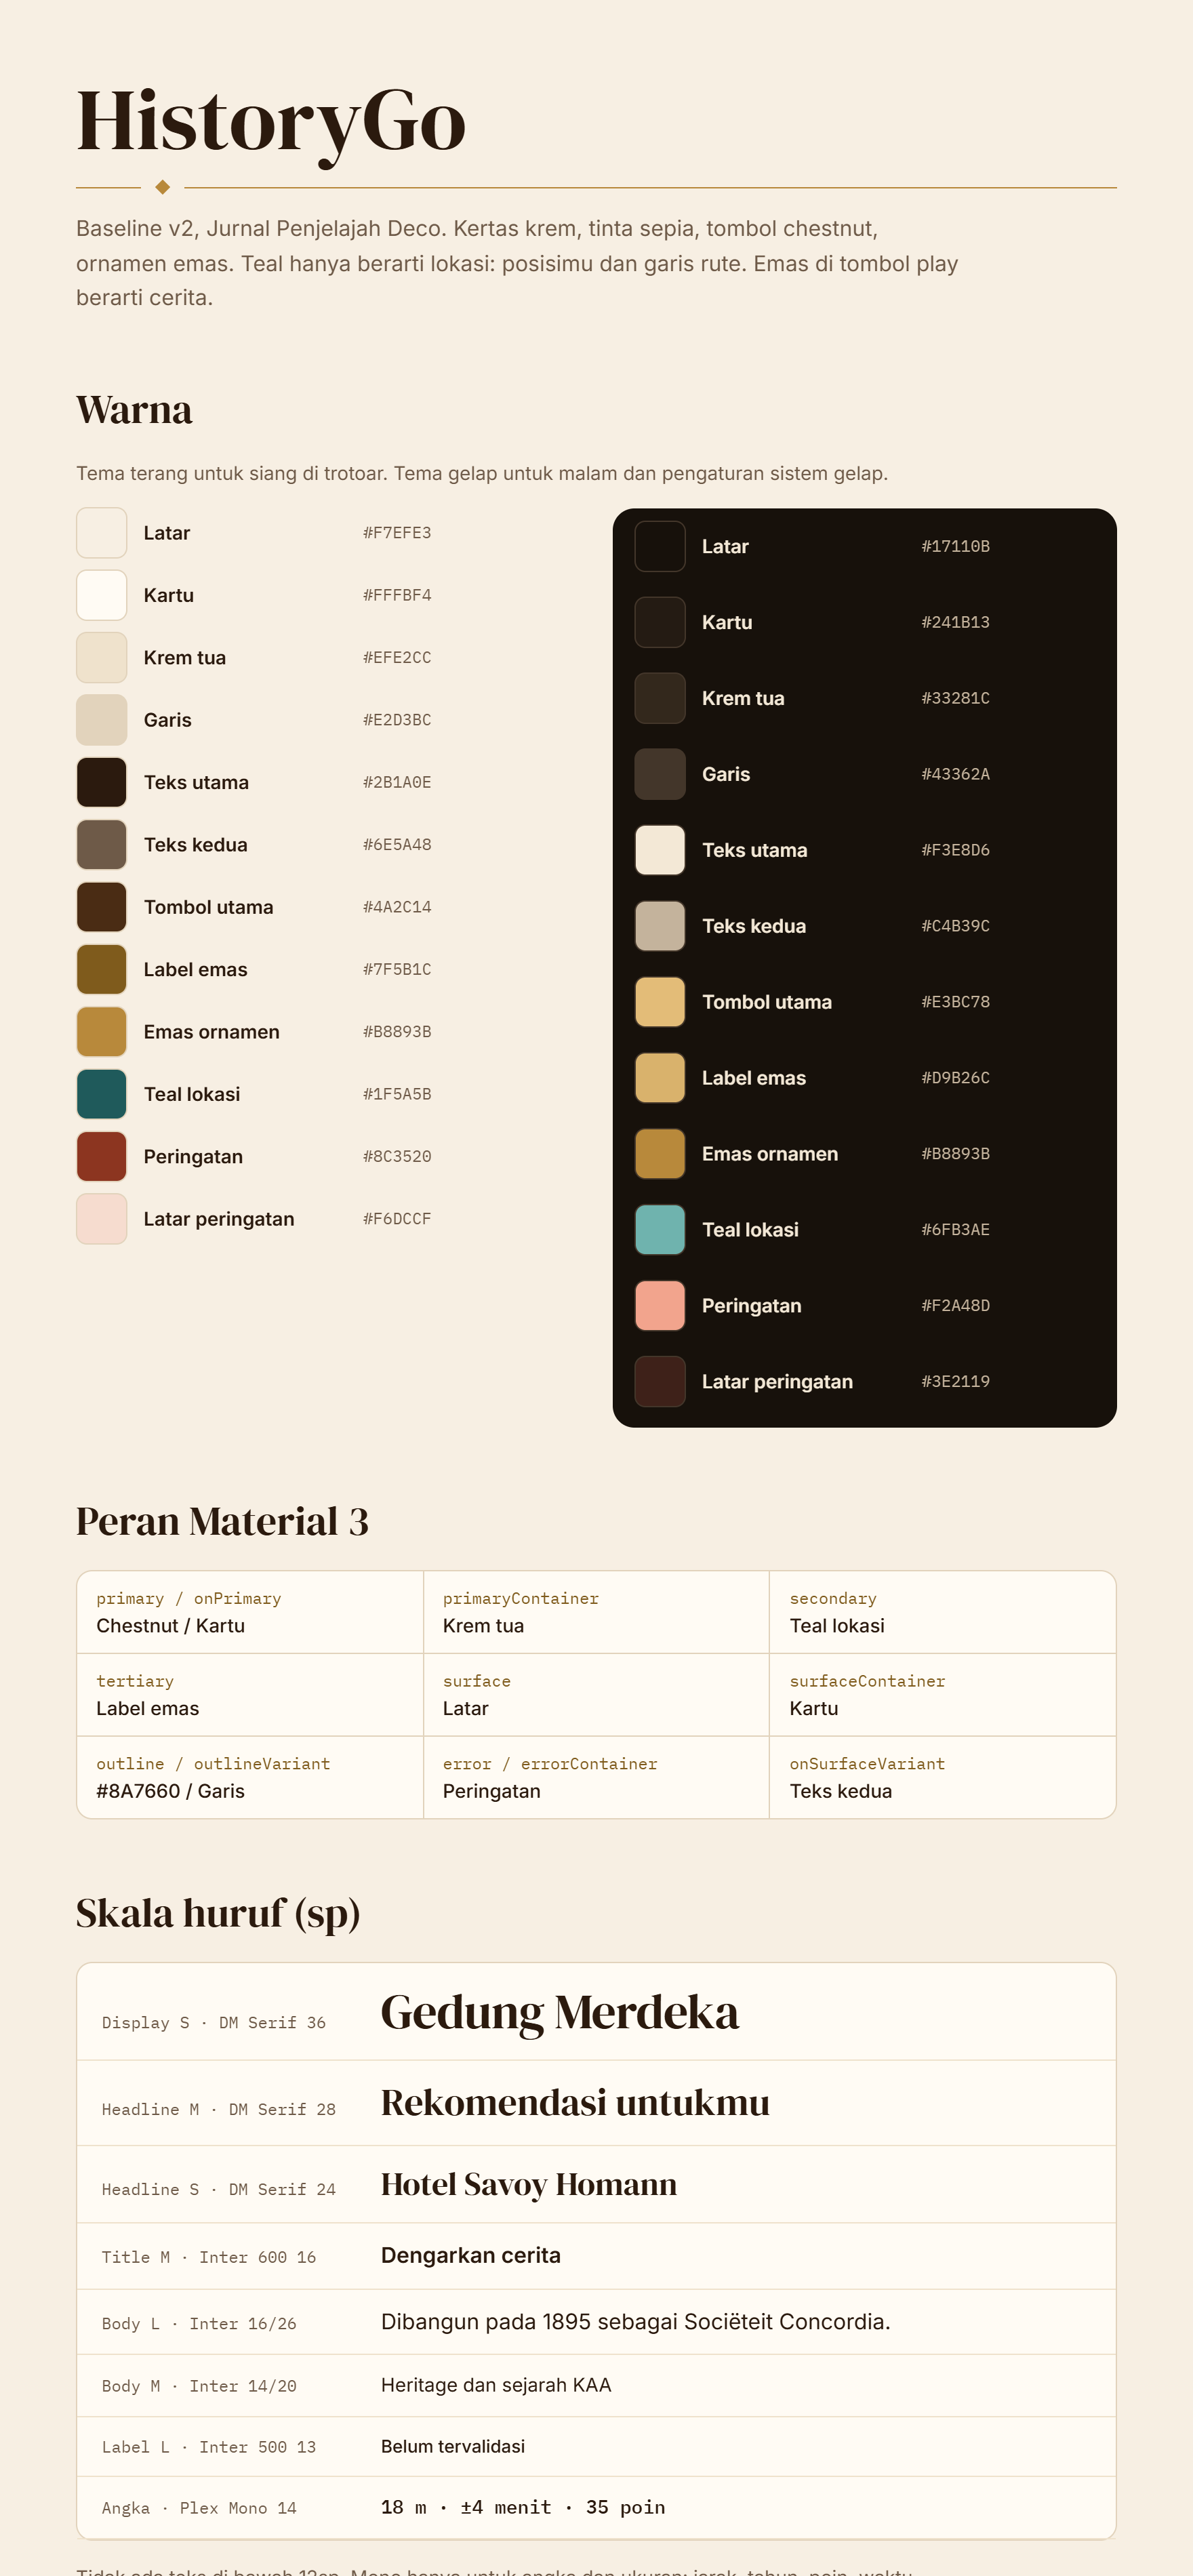 HistoryGo
Baseline v2, Jurnal Penjelajah Deco. Kertas krem, tinta sepia, tombol chestnut,
ornamen emas. Teal hanya berarti lokasi: posisimu dan garis rute. Emas di tombol play
berarti cerita.
Warna
Tema terang untuk siang di trotoar. Tema gelap untuk malam dan pengaturan sistem gelap.
Latar #F7EFE3
Kartu #FFFBF4
Krem tua #EFE2CC
Garis #E2D3BC
Teks utama #2B1A0E
Teks kedua #6E5A48
Tombol utama #4A2C14
Label emas #7F5B1C
Emas ornamen #B8893B
Teal lokasi #1F5A5B
Peringatan #8C3520
Latar peringatan #F6DCCF
Latar #17110B
Kartu #241B13
Krem tua #33281C
Garis #43362A
Teks utama #F3E8D6
Teks kedua #C4B39C
Tombol utama #E3BC78
Label emas #D9B26C
Emas ornamen #B8893B
Teal lokasi #6FB3AE
Peringatan #F2A48D
Latar peringatan #3E2119
Peran Material 3
primary / onPrimary
Chestnut / Kartu
primaryContainer
Krem tua
secondary
Teal lokasi
tertiary
Label emas
surface
Latar
surfaceContainer
Kartu
outline / outlineVariant
#8A7660 / Garis
error / errorContainer
Peringatan
onSurfaceVariant
Teks kedua
Skala huruf (sp)
Display S · DM Serif 36 Gedung Merdeka
Headline M · DM Serif 28 Rekomendasi untukmu
Headline S · DM Serif 24 Hotel Savoy Homann
Title M · Inter 600 16 Dengarkan cerita
Body L · Inter 16/26 Dibangun pada 1895 sebagai Sociëteit Concordia.
Body M · Inter 14/20 Heritage dan sejarah KAA
Label L · Inter 500 13 Belum tervalidasi
Angka · Plex Mono 14 18 m · ±4 menit · 35 poin